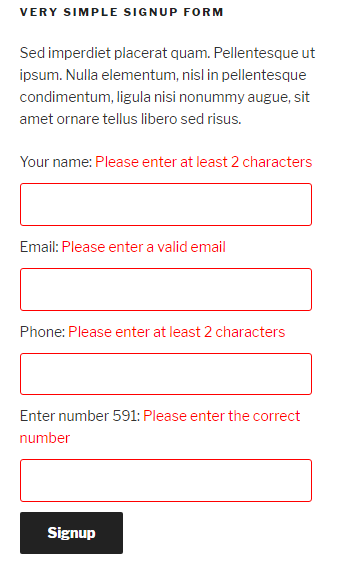 VERY SIMPLE SIGNUP FORM
Sed imperdiet placerat quam. Pellentesque ut
ipsum. Nulla elementum, nisl in pellentesque
condimentum, ligula nisi nonummy augue, sit
amet ornare tellus libero sed risus.
Your name: Please enter at least 2 characters
Email: Please enter a valid email
Phone: Please enter at least 2 characters
Enter number 591: Please enter the correct
number
Signup